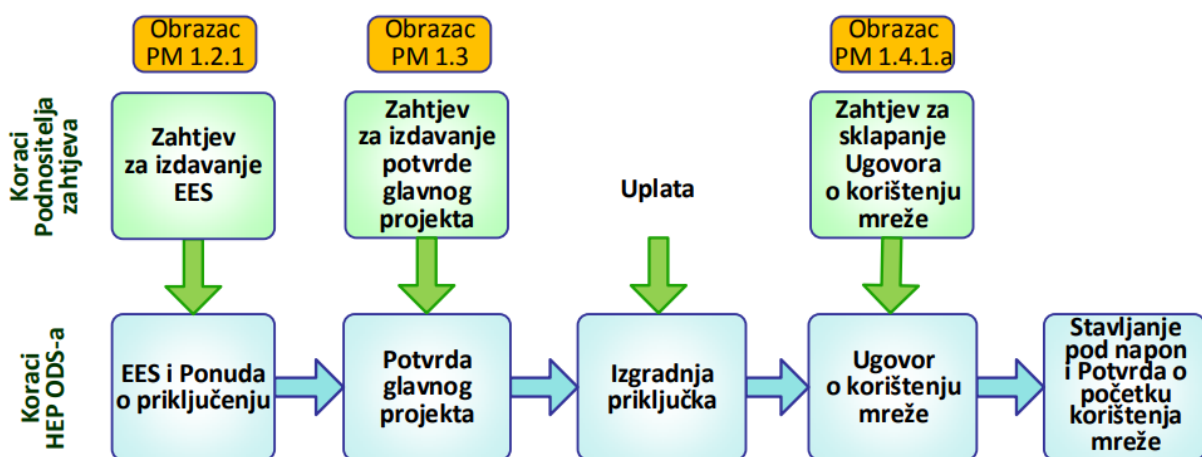 Obrazac
PM 1.2.1
Obrazac
PM 1.3
Obrazac
PM 1.4.1.a
Koraci
Podnositelja
zahtjeva
Zahtjev
za izdavanje
EES
Zahtjev
za izdavanje
potvrde
glavnog
projekta
Uplata
Zahtjev za
sklapanje
Ugovora
o korištenju
mreže
Koraci
HEP ODS-a
EES i Ponuda
o priključenju
Potvrda
glavnog
projekta
Izgradnja
priključka
Ugovor
o korištenju
mreže
Stavljanje
pod napon
i Potvrda o
početku
korištenja
mreže